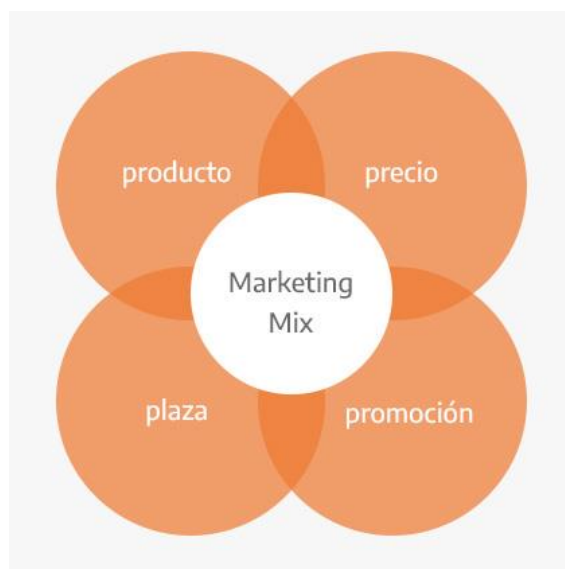 producto
precio
Marketing
Mix
plaza
promoción